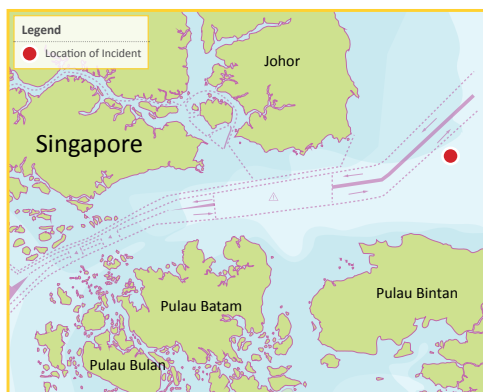 Legend
Location of Incident
Johor
Singapore
Pulau Batam
Pulau Bintan
Pulau Bulan